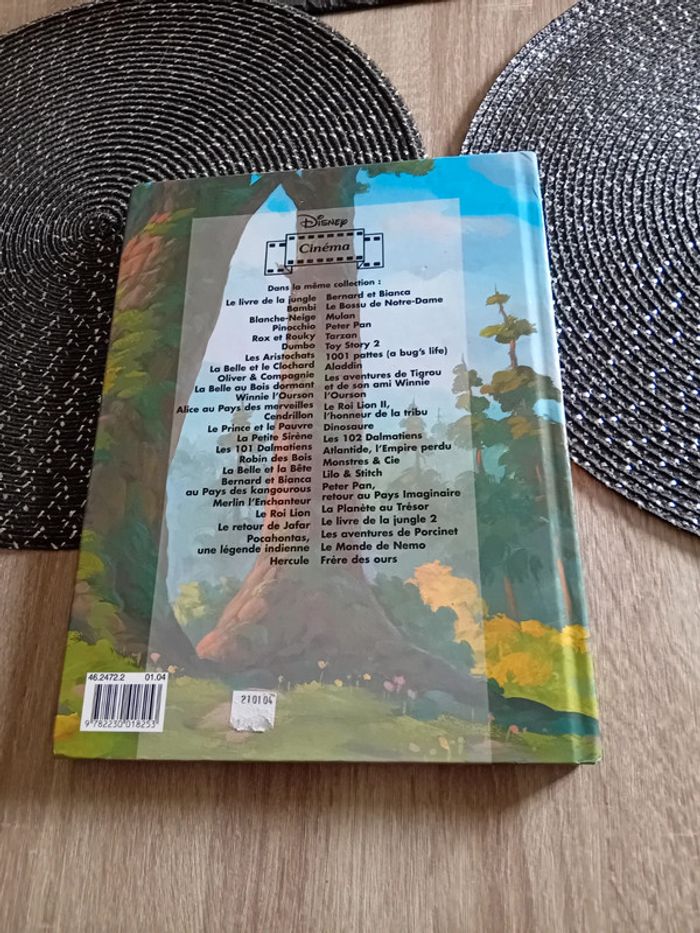 Disney
Cinéma
Dans la même collection :
Le livre de la jungle
Bambi
Blanche-Neige
Pinocchio
Rox et Rouky
Dumbo
Les Aristochats
La Belle et le Clochard
Oliver & Compagnie
La Belle au Bois dormant
Winnie l'Ourson
Alice au Pays des merveilles
Cendrillon
Le Prince et le Pauvre
La Petite Sirène
Les 101 Dalmatiens
Robin des Bois
La Belle et la Bête
Bernard et Bianca
au Pays des kangourous
Merlin l'Enchanteur
Le Roi Lion
Le retour de Jafar
Pocahontas,
une légende indienne
Hercule
Bernard et Bianca
Le Bossu de Notre-Dame
Mulan
Peter Pan
Tarzan
Toy Story 2
1001 pattes (a bug's life)
Aladdin
Les aventures de Tigrou
et de son ami Winnie
l'Ourson
Le Roi Lion II,
l'honneur de la tribu
Dinosaure
Les 102 Dalmatiens
Atlantide, l'Empire perdu
Monstres & Cie
Lilo & Stitch
Peter Pan,
retour au Pays Imaginaire
La Planète au Trésor
Le livre de la jungle 2
Les aventures de Porcinet
Le Monde de Nemo
Frère des ours
46.2472.2 01.04
9 782230 018253
210104